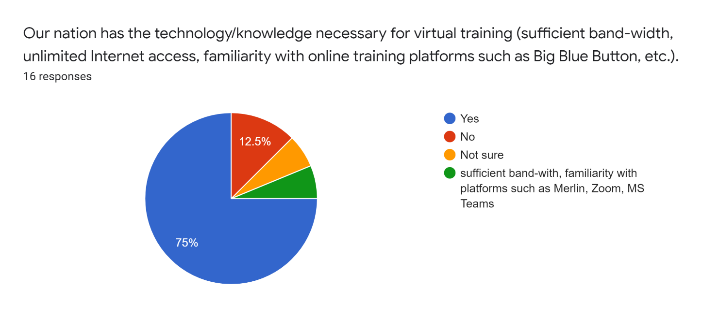 Our nation has the technology/knowledge necessary for virtual training (sufficient band-width,
unlimited Internet access, familiarity with online training platforms such as Big Blue Button, etc.).
16 responses
12.5%
75%
Yes
No
Not sure
sufficient band-with, familiarity with
platforms such as Merlin, Zoom, MS
Teams